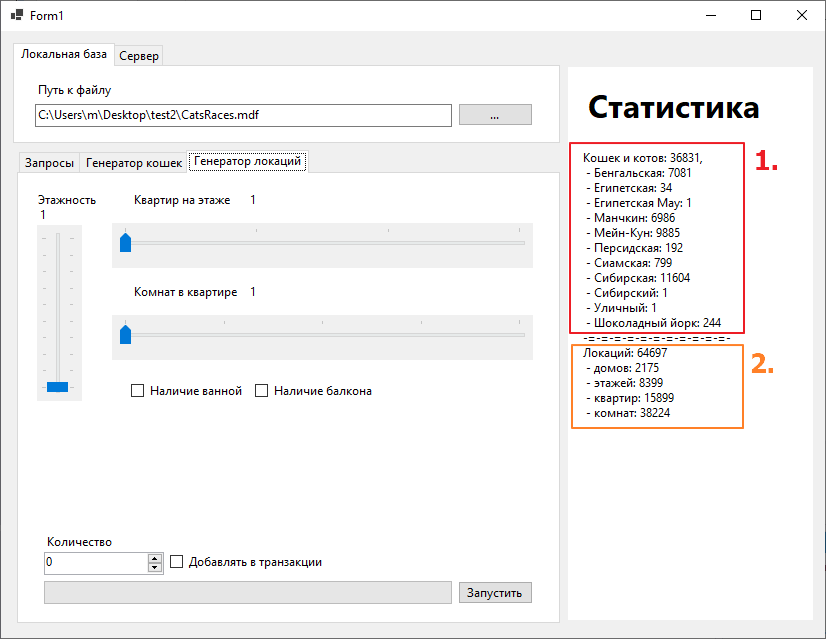 Form1
Локальная база
Сервер
Путь к файлу
C:\Users\m\Desktop\test2\CatsRaces.mdf
...
Запросы
Генератор кошек
Генератор локаций
Этажность
1
Квартир на этаже 1
Комнат в квартире 1
Наличие ванной
Наличие балкона
Количество
0
Добавлять в транзакции
Запустить
Статистика
1.
Кошек и котов: 36831,
- Бенгальская: 7081
- Египетская: 34
- Египетская Мау: 1
- Манчкин: 6986
- Мейн-Кун: 9885
- Персидская: 192
- Сиамская: 799
- Сибирская: 11604
- Сибирский: 1
- Уличный: 1
- Шоколадный йорк: 244
-=-=-=-=-=-=-=-=-=-=-=-
2.
Локаций: 64697
- домов: 2175
- этажей: 8399
- квартир: 15899
- комнат: 38224